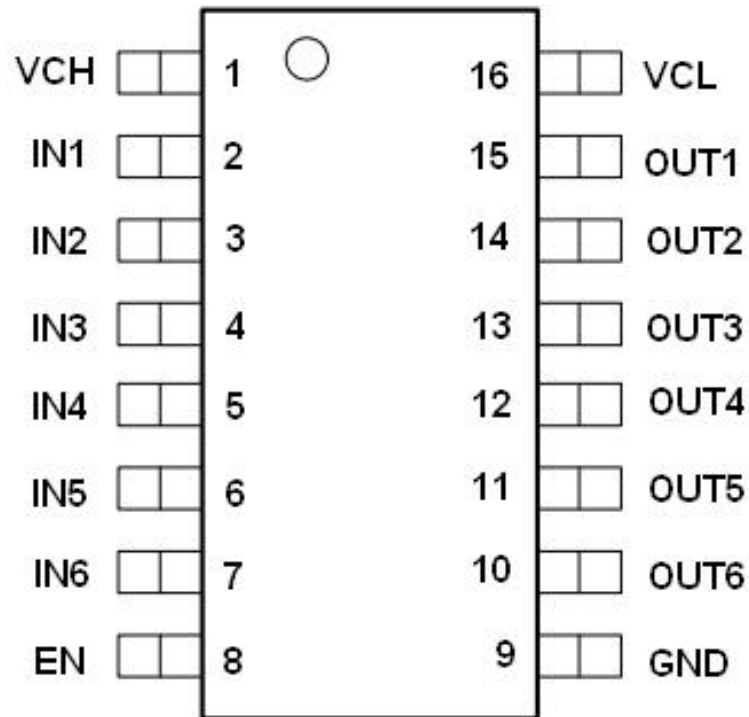 VCH 1 16 VCL
IN1 2 15 OUT1
IN2 3 14 OUT2
IN3 4 13 OUT3
IN4 5 12 OUT4
IN5 6 11 OUT5
IN6 7 10 OUT6
EN 8 9 GND